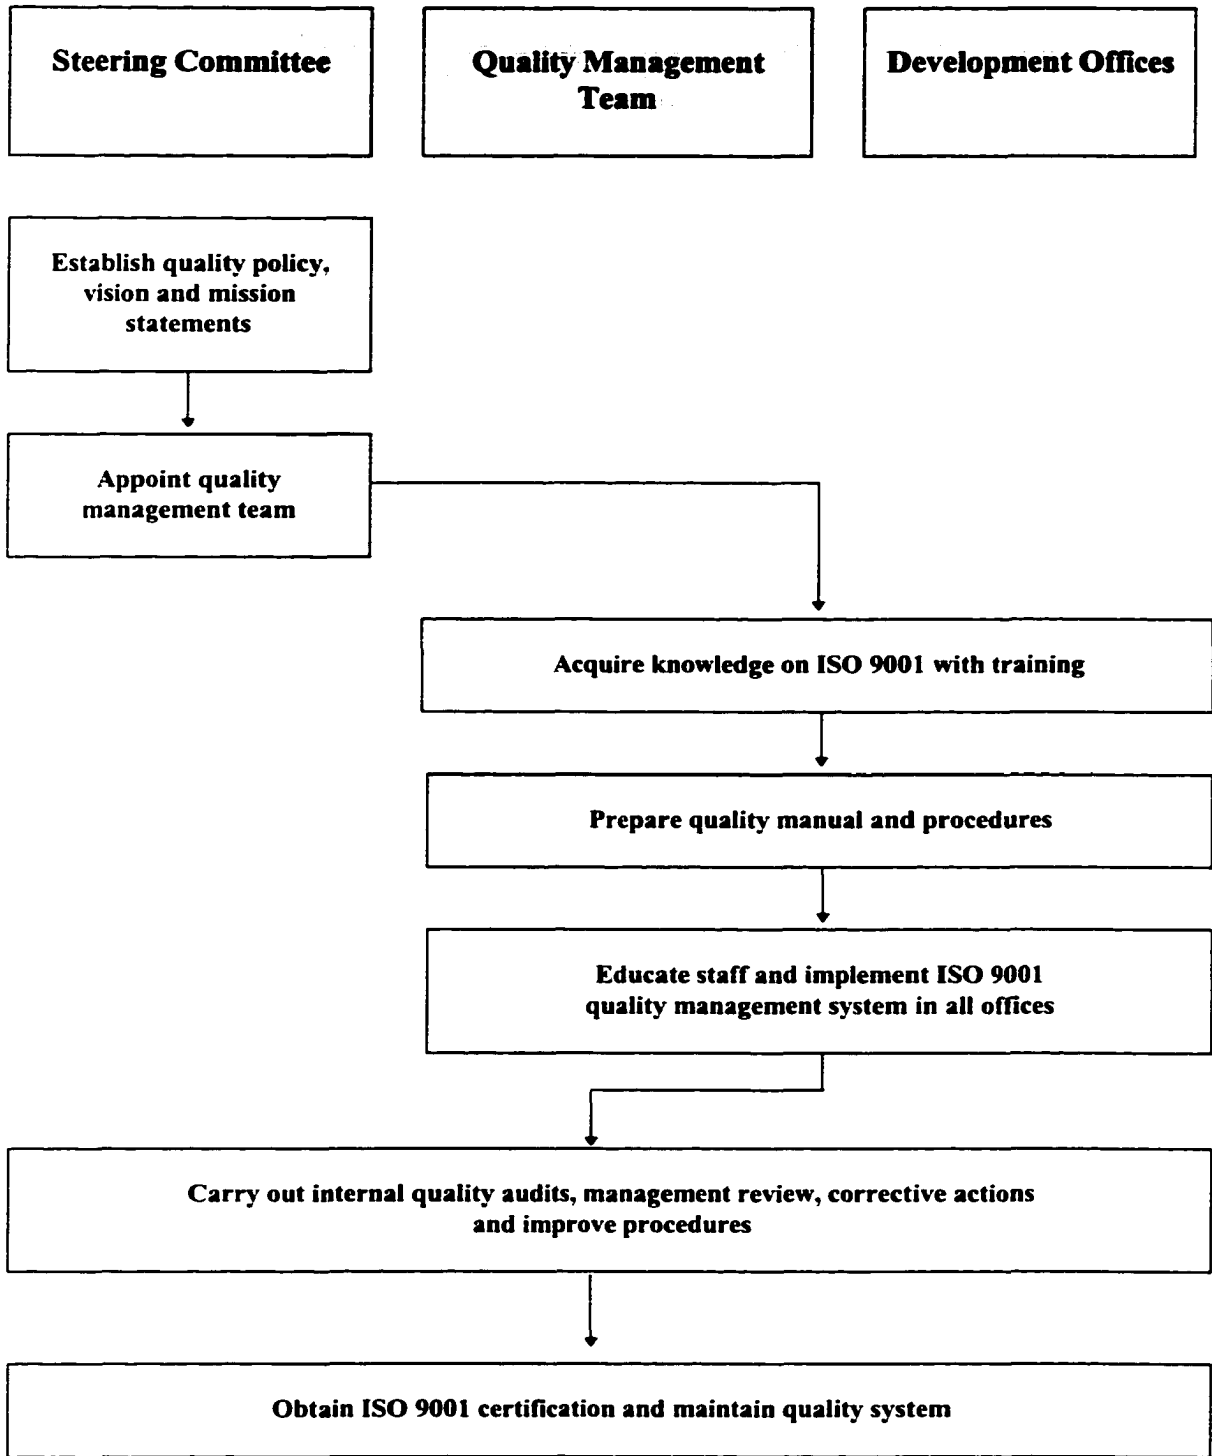 Steering Committee
Quality Management
Team
Development Offices
Establish quality policy,
vision and mission
statements
Appoint quality
management team
Acquire knowledge on ISO 9001 with training
Prepare quality manual and procedures
Educate staff and implement ISO 9001
quality management system in all offices
Carry out internal quality audits, management review, corrective actions
and improve procedures
Obtain ISO 9001 certification and maintain quality system